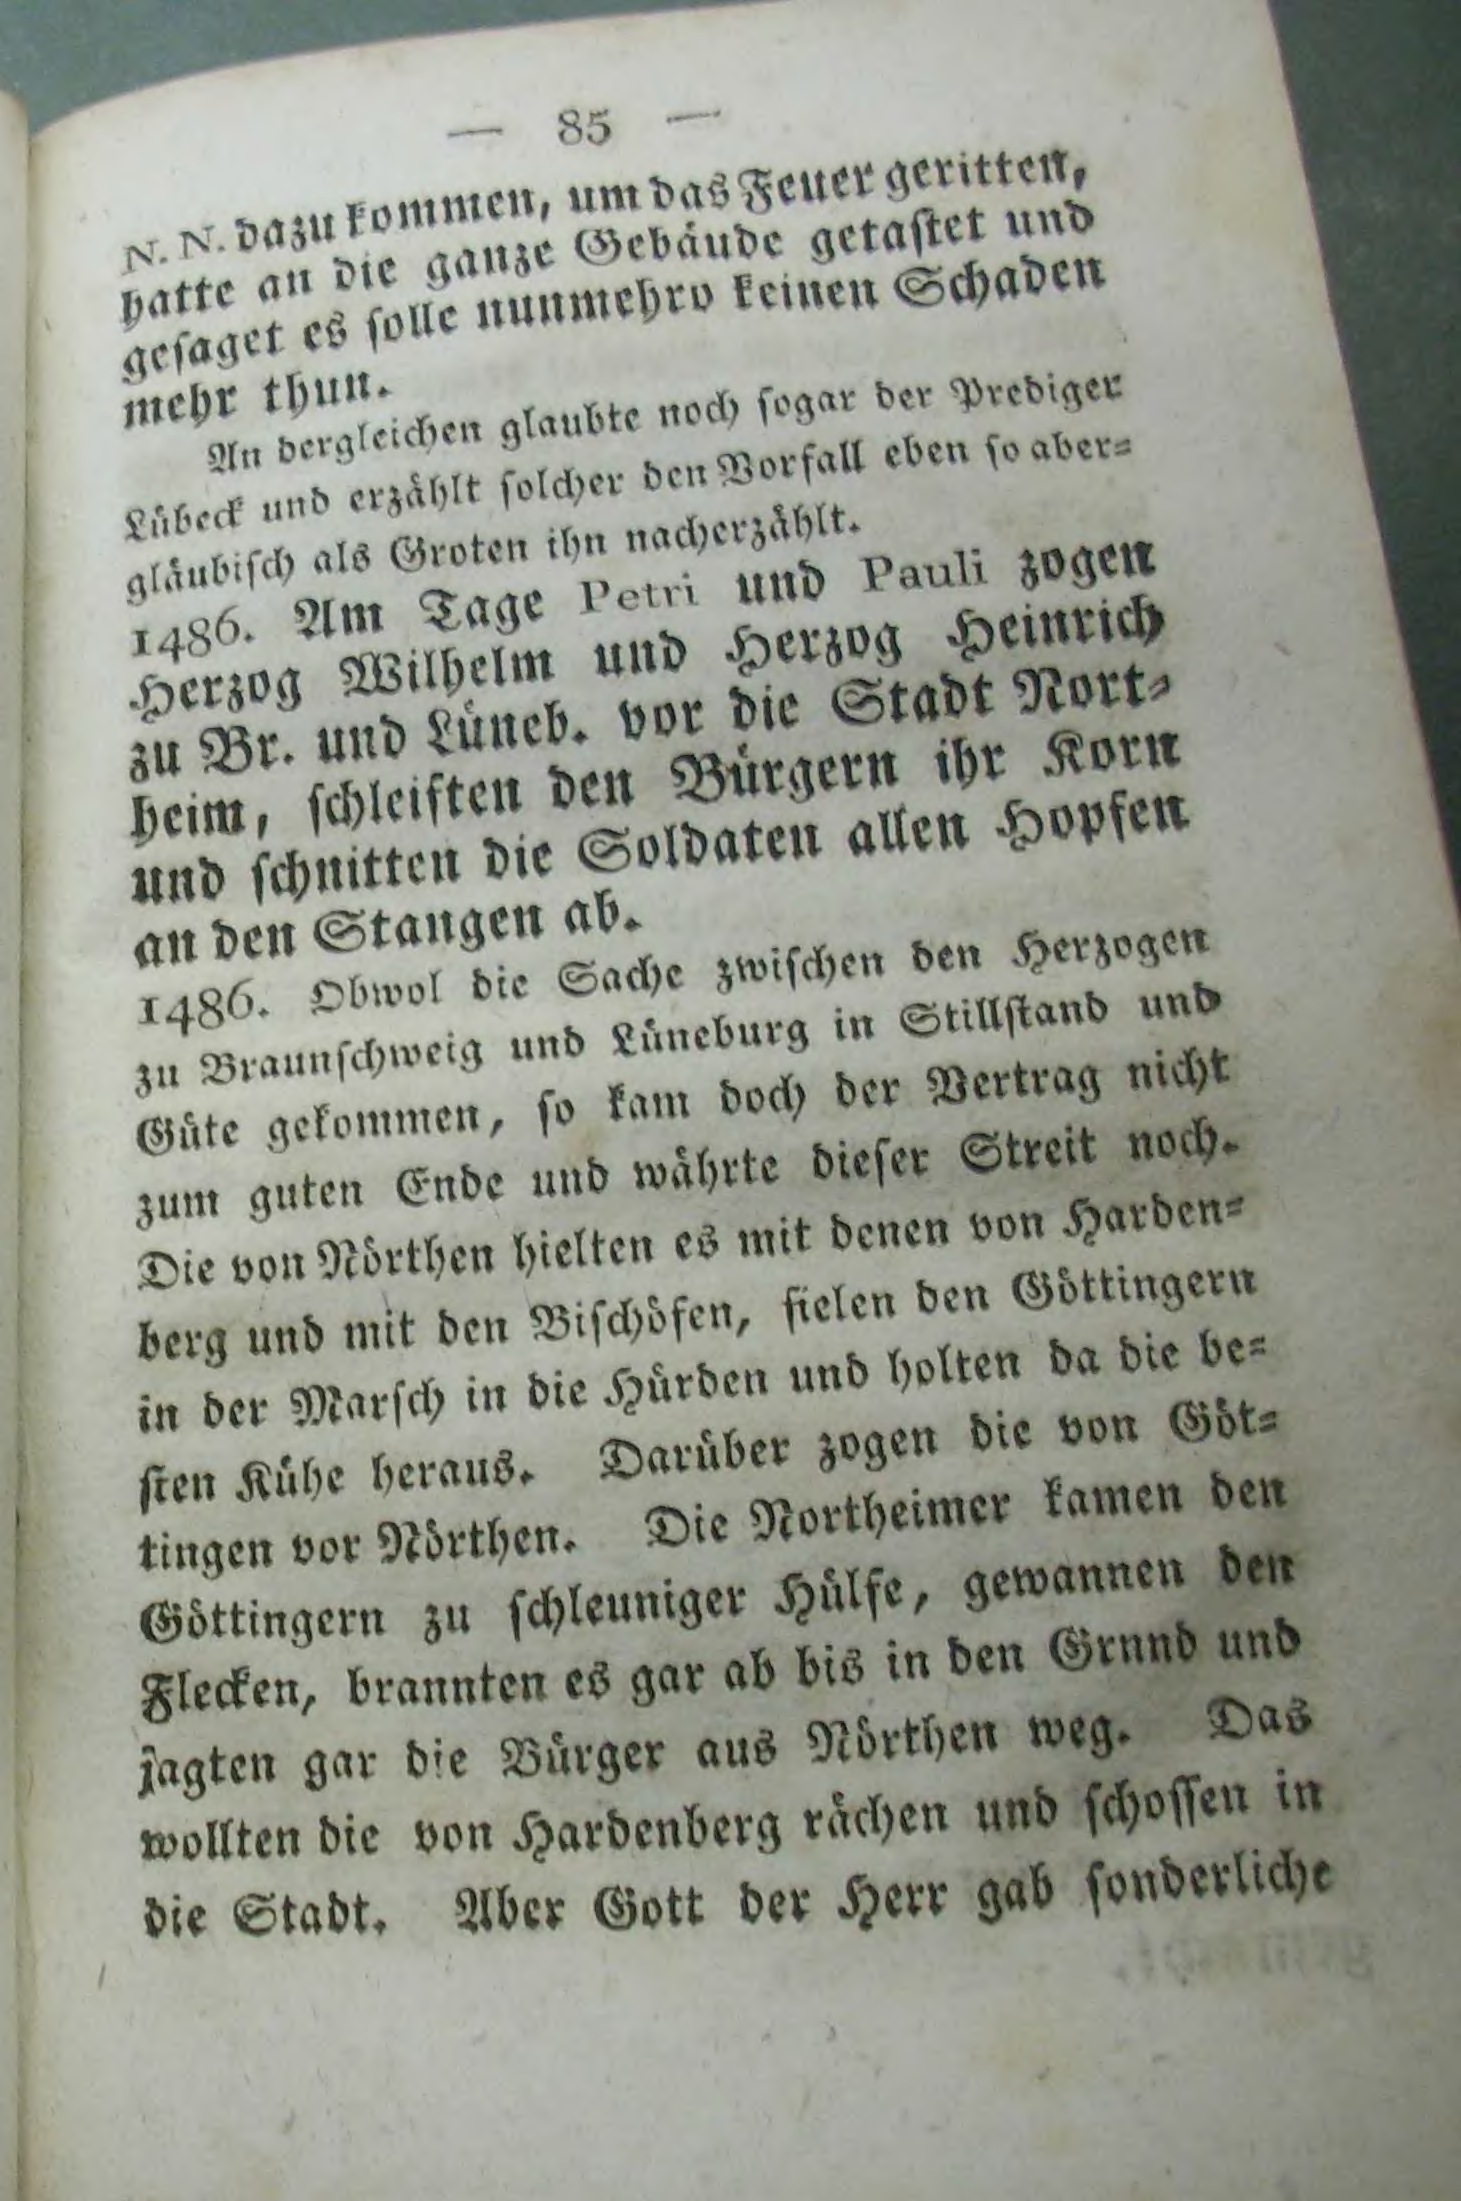 — 85 —
N. N. dazu kommen, um das Feuer geritten,
hatte an die ganze Gebäude getaſtet und
geſaget es ſolle nunmehro keinen Schaden
mehr thun.
An dergleichen glaubte noch ſogar der Prediger
Lübeck und erzählt ſolcher den Vorfall eben ſo aber-
gläubiſch als Groten ihn nacherzählt.
1486. Am Tage Petri und Pauli zogen
Herzog Wilhelm und Herzog Heinrich
zu Br. und Lüneb. vor die Stadt Nort-
heim, ſchleiften den Bürgern ihr Korn
und ſchnitten die Soldaten allen Hopfen
an den Stangen ab.
1486. Obwol die Sache zwiſchen den Herzogen
zu Braunſchweig und Lüneburg in Stillſtand und
Güte gekommen, ſo kam doch der Vertrag nicht
zum guten Ende und währte dieſer Streit noch.
Die von Nörthen hielten es mit denen von Harden-
berg und mit den Biſchöfen, fielen den Göttingern
in der Marſch in die Hürden und holten da die be-
ſten Kühe heraus. Darüber zogen die von Göt-
tingen vor Nörthen. Die Northeimer kamen den
Göttingern zu ſchleuniger Hülfe, gewannen den
Flecken, brannten es gar ab bis in den Grnnd und
jagten gar die Bürger aus Nörthen weg. Das
wollten die von Hardenberg rächen und ſchoſſen in
die Stadt. Aber Gott der Herr gab ſonderliche